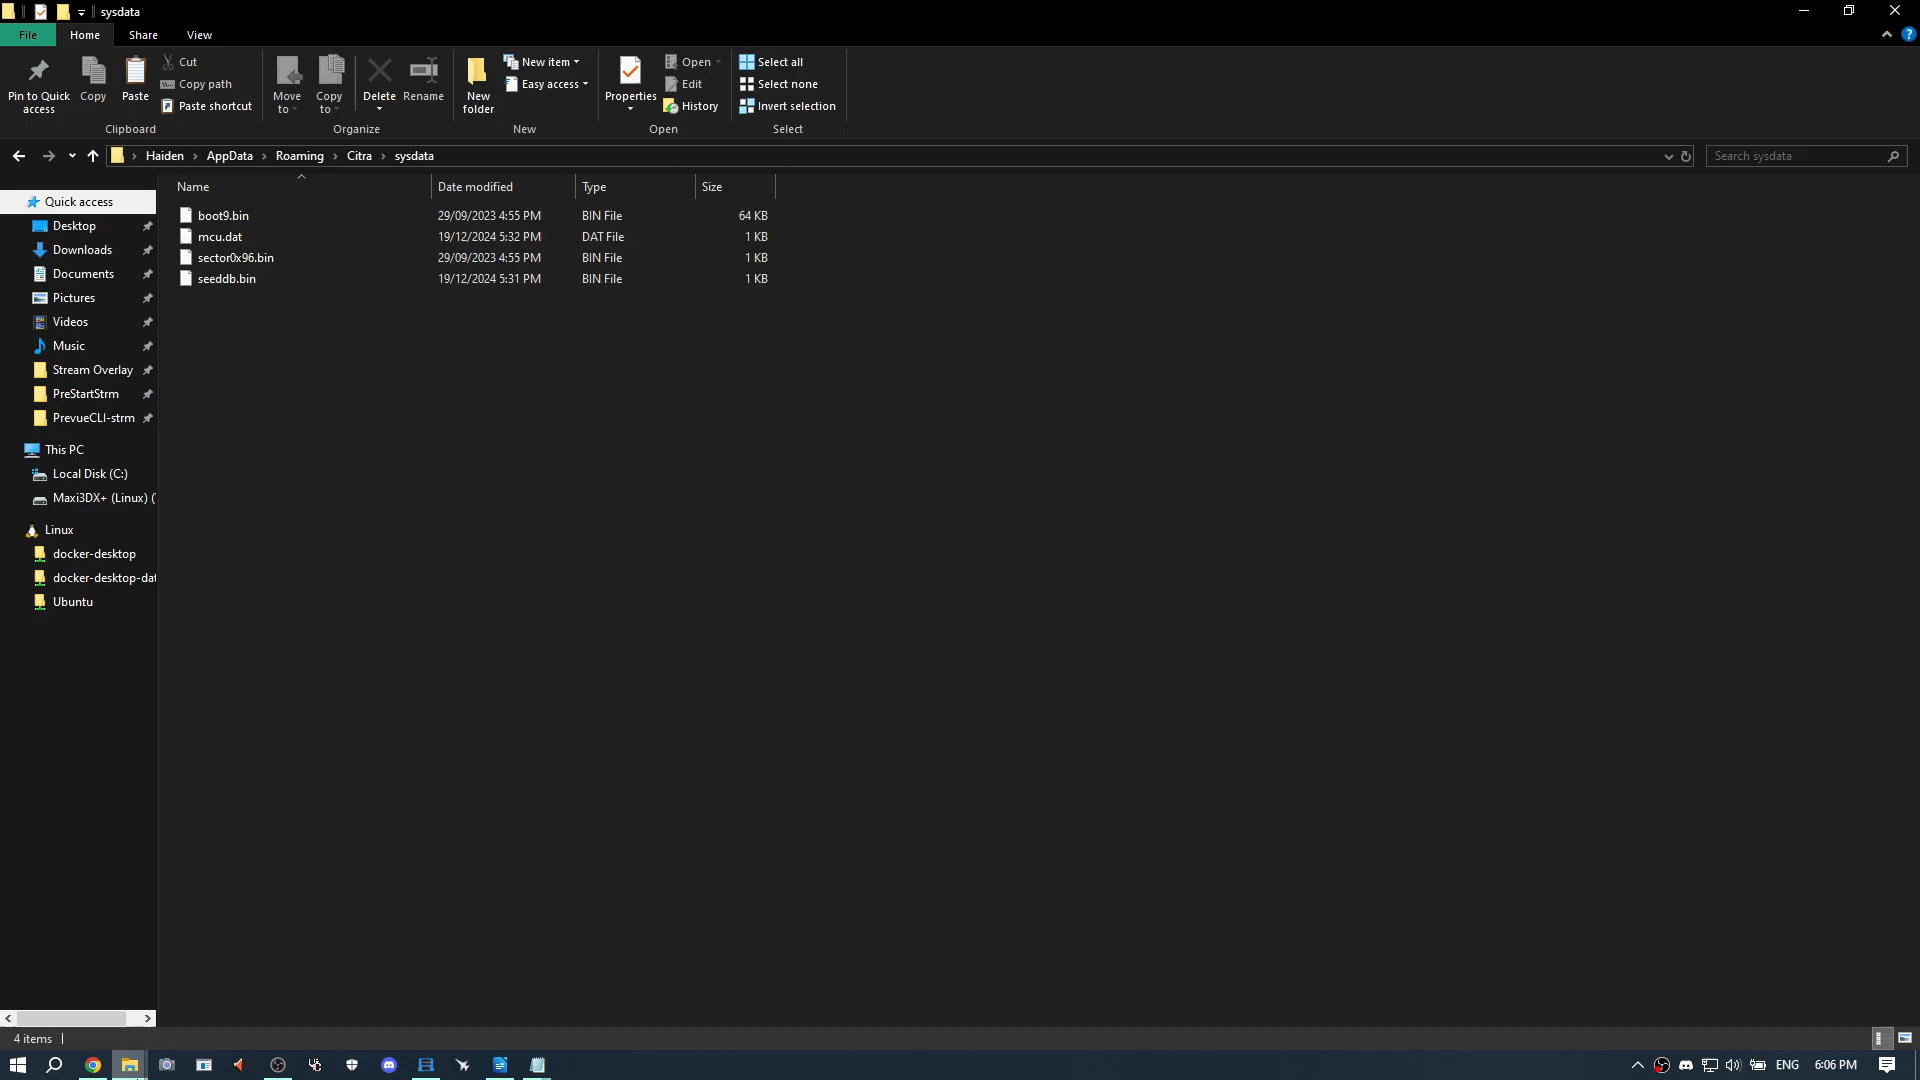 sysdata
File Home Share View
Pin to Quick access
Copy
Paste
Cut
Copy path
Paste shortcut
Clipboard
Move to
Copy to
Delete
Rename
Organize
New folder
New item
Easy access
New
Properties
Open
Edit
History
Open
Select all
Select none
Invert selection
Select
Haiden › AppData › Roaming › Citra › sysdata
Search sysdata
Name Date modified Type Size
boot9.bin 29/09/2023 4:55 PM BIN File 64 KB
mcu.dat 19/12/2024 5:32 PM DAT File 1 KB
sector0x96.bin 29/09/2023 4:55 PM BIN File 1 KB
seeddb.bin 19/12/2024 5:31 PM BIN File 1 KB
Quick access
Desktop
Downloads
Documents
Pictures
Videos
Music
Stream Overlay
PreStartStrm
PrevueCLI-strm
This PC
Local Disk (C:)
Maxi3DX+ (Linux) (
Linux
docker-desktop
docker-desktop-dat
Ubuntu
4 items
ENG 6:06 PM